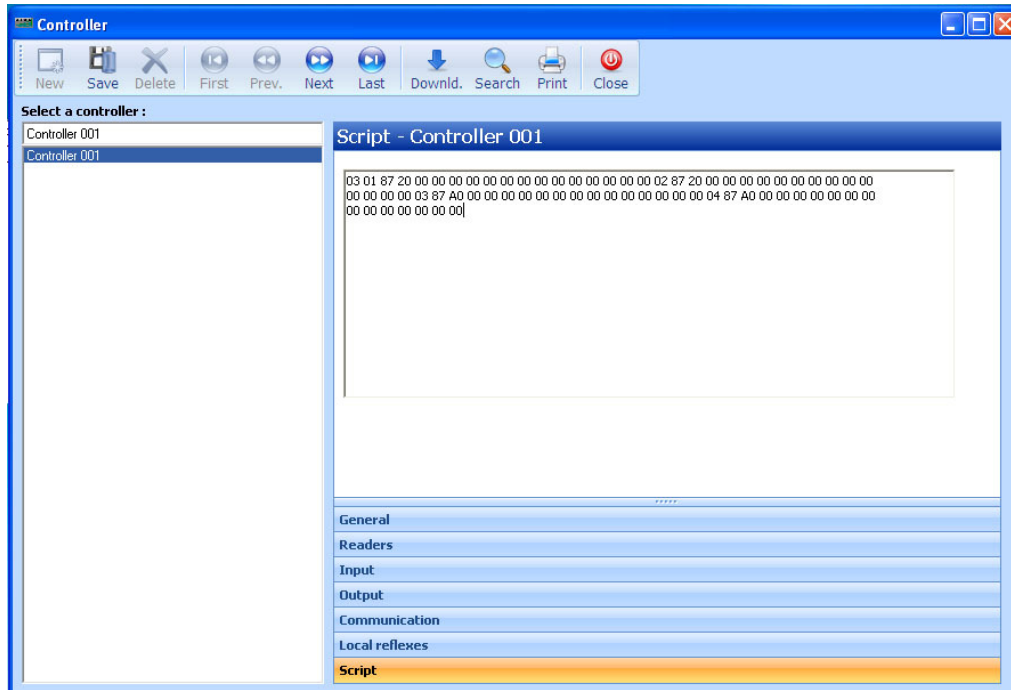 Controller
New Save Delete First Prev. Next Last Downld. Search Print Close
Select a controller :
Controller 001
Controller 001
Script - Controller 001
03 01 87 20 00 00 00 00 00 00 00 00 00 00 00 00 00 00 02 87 20 00 00 00 00 00 00 00 00 00 00
00 00 00 00 03 87 A0 00 00 00 00 00 00 00 00 00 00 00 00 00 00 04 87 A0 00 00 00 00 00 00 00
00 00 00 00 00 00 00
General
Readers
Input
Output
Communication
Local reflexes
Script